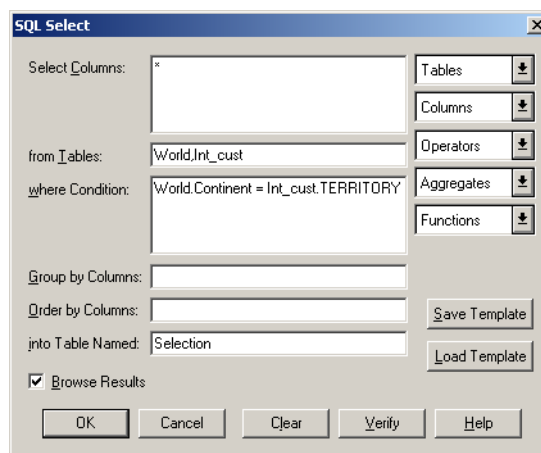 SQL Select
Select Columns:
*
Tables
Columns
from Tables:
World,Int_cust
Operators
where Condition:
World.Continent = Int_cust.TERRITORY
Aggregates
Functions
Group by Columns:
Order by Columns:
Save Template
into Table Named:
Selection
Load Template
Browse Results
OK
Cancel
Clear
Verify
Help